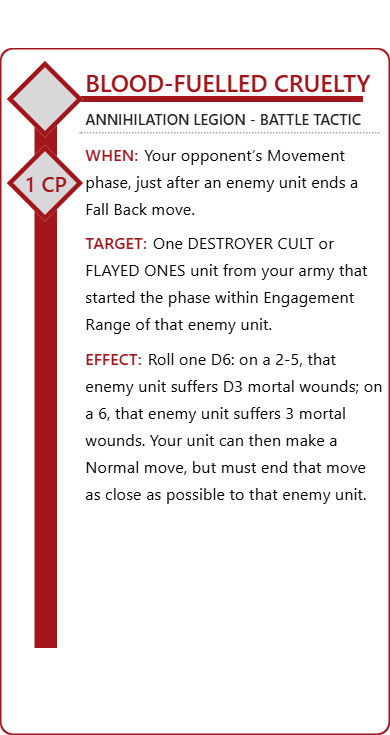 BLOOD-FUELLED CRUELTY
ANNIHILATION LEGION - BATTLE TACTIC
WHEN: Your opponent's Movement
1 CP
phase, just after an enemy unit ends a
Fall Back move.
TARGET: One DESTROYER CULT or
FLAYED ONES unit from your army that
started the phase within Engagement
Range of that enemy unit.
EFFECT: Roll one D6: on a 2-5, that
enemy unit suffers D3 mortal wounds; on
a 6, that enemy unit suffers 3 mortal
wounds. Your unit can then make a
Normal move, but must end that move
as close as possible to that enemy unit.